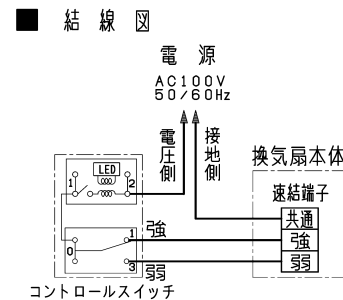 ■ 結線図
電源
AC100V
50/60Hz
電圧側
接地側
換気扇本体
速結端子
共通
強
弱
LED
1
2
0
1
3
強
弱
コントロールスイッチ